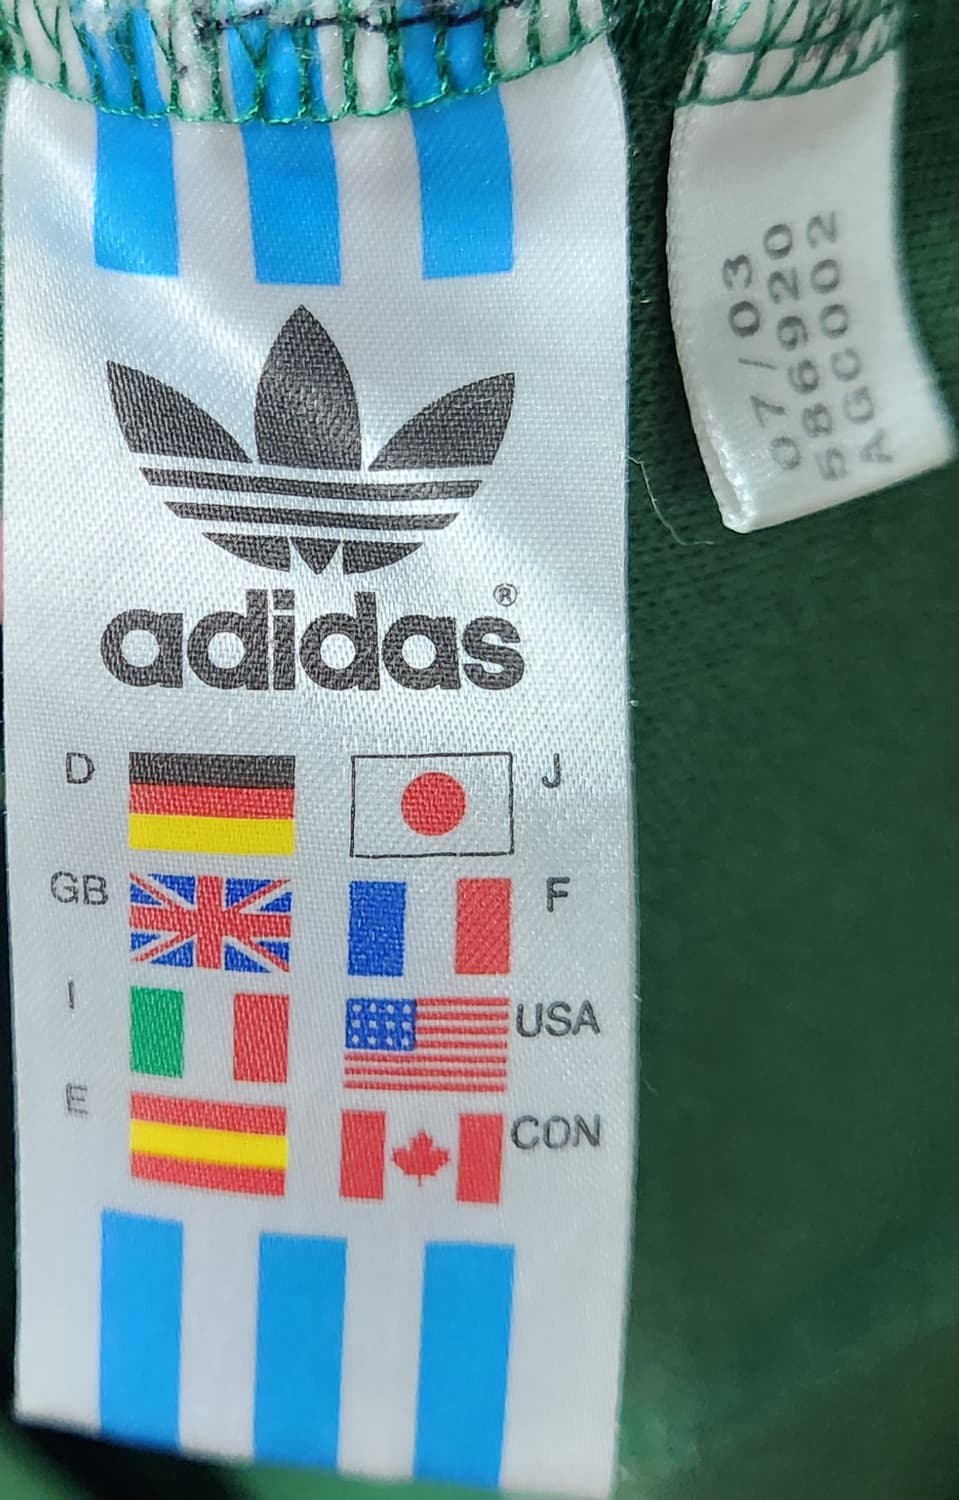 adidas®
D
J
GB
F
I
USA
E
CON
07/03
586920
AGC002